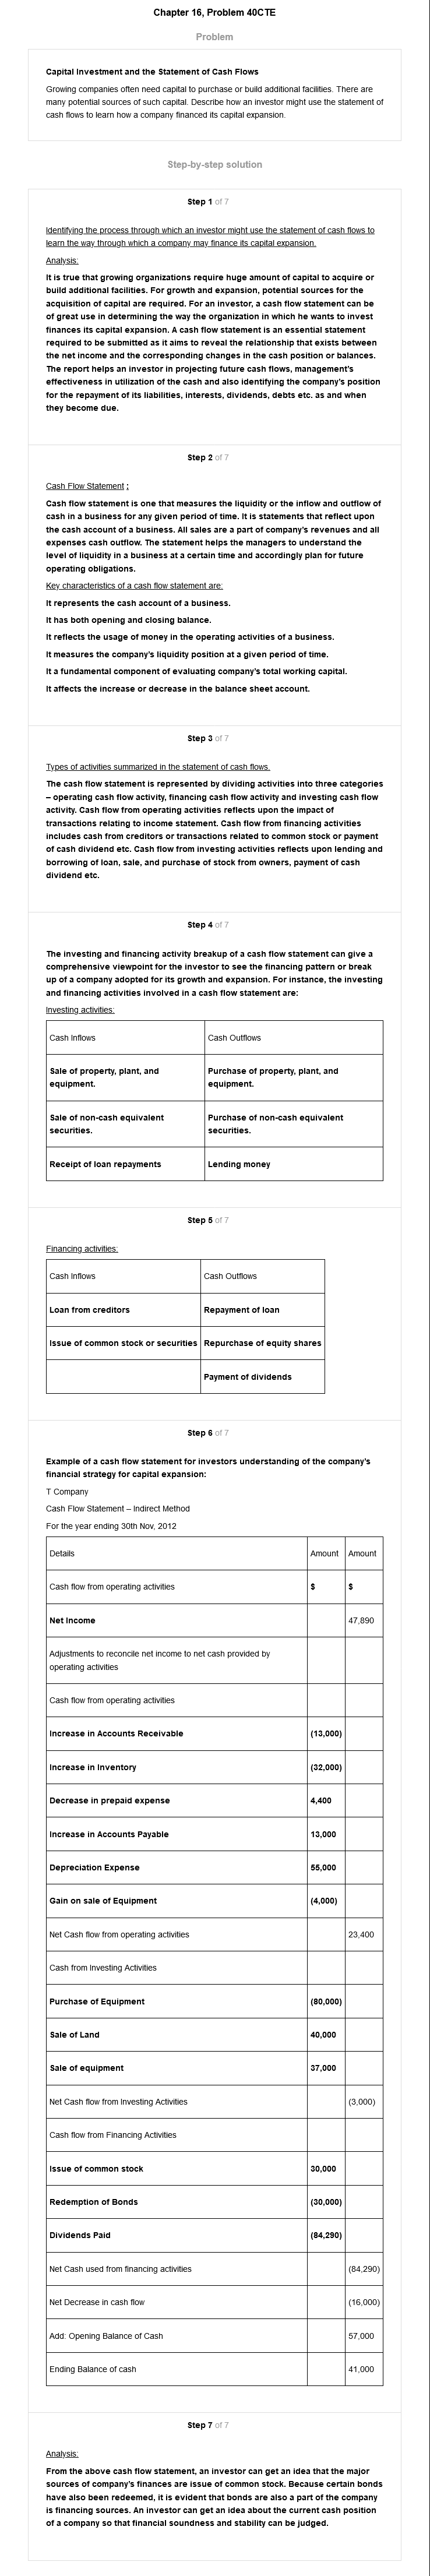 Chapter 16, Problem 40CTE
Problem
Capital Investment and the Statement of Cash Flows
Growing companies often need capital to purchase or build additional facilities. There are
many potential sources of such capital. Describe how an investor might use the statement of
cash flows to learn how a company financed its capital expansion.
Step-by-step solution
Step 1 of 7
Identifying the process through which an investor might use the statement of cash flows to
learn the way through which a company may finance its capital expansion.
Analysis:
It is true that growing organizations require huge amount of capital to acquire or
build additional facilities. For growth and expansion, potential sources for the
acquisition of capital are required. For an investor, a cash flow statement can be
of great use in determining the way the organization in which he wants to invest
finances its capital expansion. A cash flow statement is an essential statement
required to be submitted as it aims to reveal the relationship that exists between
the net income and the corresponding changes in the cash position or balances.
The report helps an investor in projecting future cash flows, management's
effectiveness in utilization of the cash and also identifying the company's position
for the repayment of its liabilities, interests, dividends, debts etc. as and when
they become due.
Step 2 of 7
Cash Flow Statement :
Cash flow statement is one that measures the liquidity or the inflow and outflow of
cash in a business for any given period of time. It is statements that reflect upon
the cash account of a business. All sales are a part of company's revenues and all
expenses cash outflow. The statement helps the managers to understand the
level of liquidity in a business at a certain time and accordingly plan for future
operating obligations.
Key characteristics of a cash flow statement are:
It represents the cash account of a business.
It has both opening and closing balance.
It reflects the usage of money in the operating activities of a business.
It measures the company's liquidity position at a given period of time.
It a fundamental component of evaluating company's total working capital.
It affects the increase or decrease in the balance sheet account.
Step 3 of 7
Types of activities summarized in the statement of cash flows.
The cash flow statement is represented by dividing activities into three categories
– operating cash flow activity, financing cash flow activity and investing cash flow
activity. Cash flow from operating activities reflects upon the impact of
transactions relating to income statement. Cash flow from financing activities
includes cash from creditors or transactions related to common stock or payment
of cash dividend etc. Cash flow from investing activities reflects upon lending and
borrowing of loan, sale, and purchase of stock from owners, payment of cash
dividend etc.
Step 4 of 7
The investing and financing activity breakup of a cash flow statement can give a
comprehensive viewpoint for the investor to see the financing pattern or break
up of a company adopted for its growth and expansion. For instance, the investing
and financing activities involved in a cash flow statement are:
Investing activities:
Cash Inflows Cash Outflows
Sale of property, plant, and Purchase of property, plant, and
equipment. equipment.
Sale of non-cash equivalent Purchase of non-cash equivalent
securities. securities.
Receipt of loan repayments Lending money
Step 5 of 7
Financing activities:
Cash Inflows Cash Outflows
Loan from creditors Repayment of loan
Issue of common stock or securities Repurchase of equity shares
Payment of dividends
Step 6 of 7
Example of a cash flow statement for investors understanding of the company's
financial strategy for capital expansion:
T Company
Cash Flow Statement – Indirect Method
For the year ending 30th Nov, 2012
Details Amount Amount
Cash flow from operating activities $ $
Net Income 47,890
Adjustments to reconcile net income to net cash provided by
operating activities
Cash flow from operating activities
Increase in Accounts Receivable (13,000)
Increase in Inventory (32,000)
Decrease in prepaid expense 4,400
Increase in Accounts Payable 13,000
Depreciation Expense 55,000
Gain on sale of Equipment (4,000)
Net Cash flow from operating activities 23,400
Cash from Investing Activities
Purchase of Equipment (80,000)
Sale of Land 40,000
Sale of equipment 37,000
Net Cash flow from Investing Activities (3,000)
Cash flow from Financing Activities
Issue of common stock 30,000
Redemption of Bonds (30,000)
Dividends Paid (84,290)
Net Cash used from financing activities (84,290)
Net Decrease in cash flow (16,000)
Add: Opening Balance of Cash 57,000
Ending Balance of cash 41,000
Step 7 of 7
Analysis:
From the above cash flow statement, an investor can get an idea that the major
sources of company's finances are issue of common stock. Because certain bonds
have also been redeemed, it is evident that bonds are also a part of the company
is financing sources. An investor can get an idea about the current cash position
of a company so that financial soundness and stability can be judged.